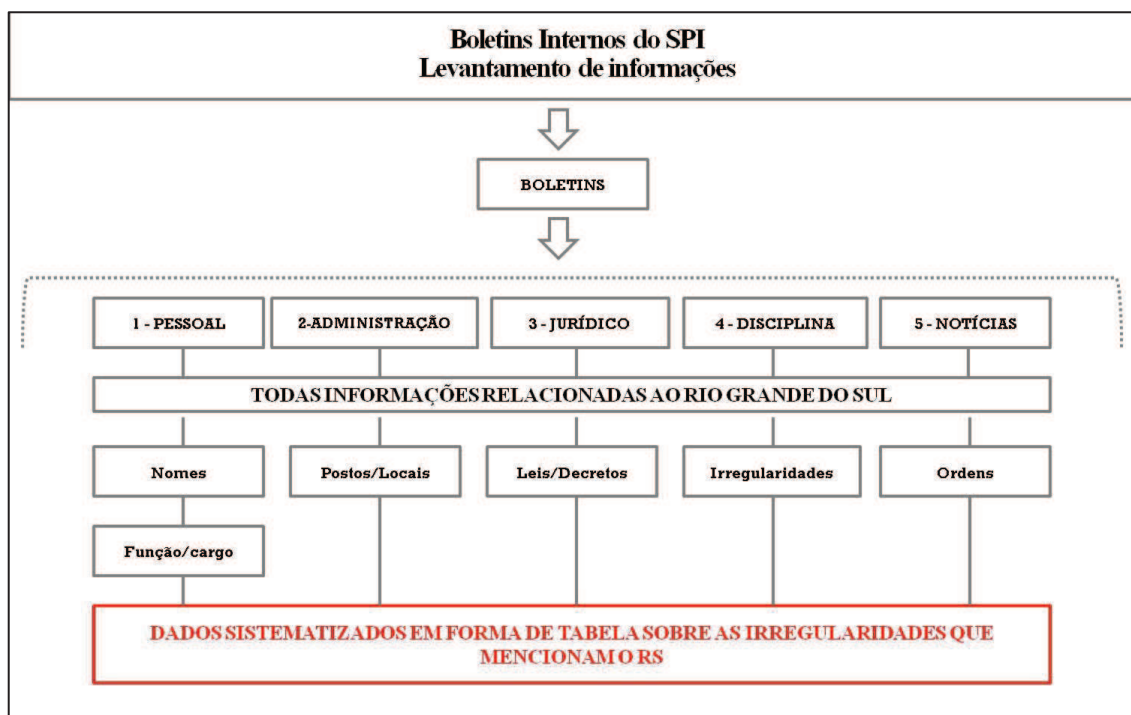 Boletins Internos do SPI
Levantamento de informações
BOLETINS
1 - PESSOAL
2-ADMINISTRAÇÃO
3 - JURÍDICO
4 - DISCIPLINA
5 - NOTÍCIAS
TODAS INFORMAÇÕES RELACIONADAS AO RIO GRANDE DO SUL
Nomes
Postos/Locais
Leis/Decretos
Irregularidades
Ordens
Função/cargo
DADOS SISTEMATIZADOS EM FORMA DE TABELA SOBRE AS IRREGULARIDADES QUE
MENCIONAM O RS